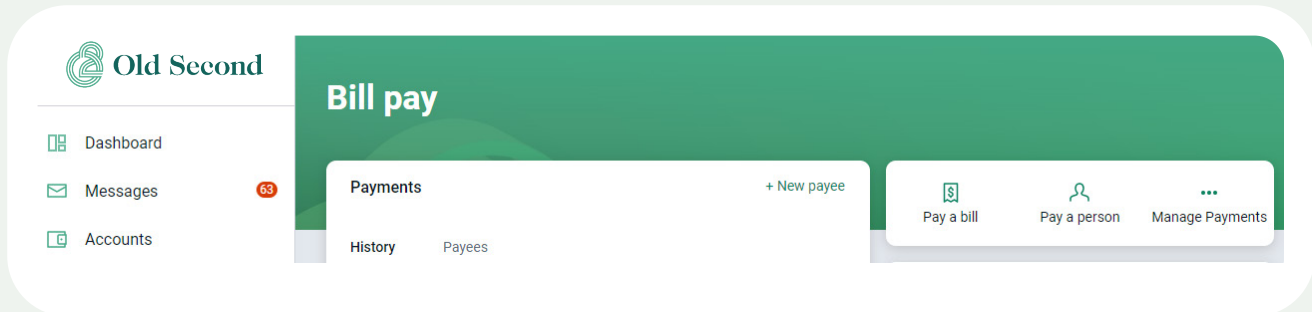 Old Second
Dashboard
Messages 63
Accounts
Bill pay
Payments + New payee
History Payees
Pay a bill Pay a person Manage Payments